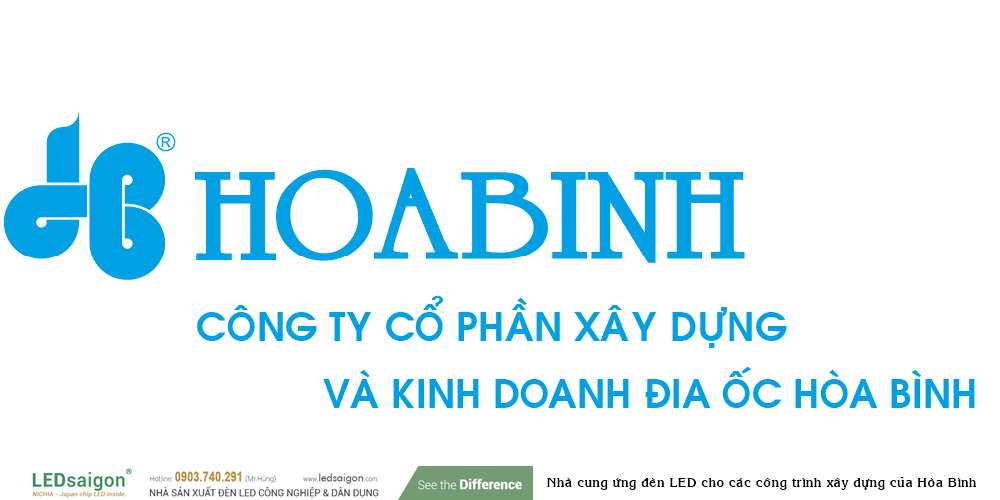 ®
HOABINH
CÔNG TY CỔ PHẦN XÂY DỰNG
VÀ KINH DOANH ĐIA ỐC HÒA BÌNH
LEDsaigon®
NICHIA - Japan chip LED inside.
Hotline: 0903.740.291 (Mr.Hùng) www.ledsaigon.com
NHÀ SẢN XUẤT ĐÈN LED CÔNG NGHIỆP & DÂN DỤNG
See the Difference
Nhà cung ứng đèn LED cho các công trình xây dựng của Hòa Bình